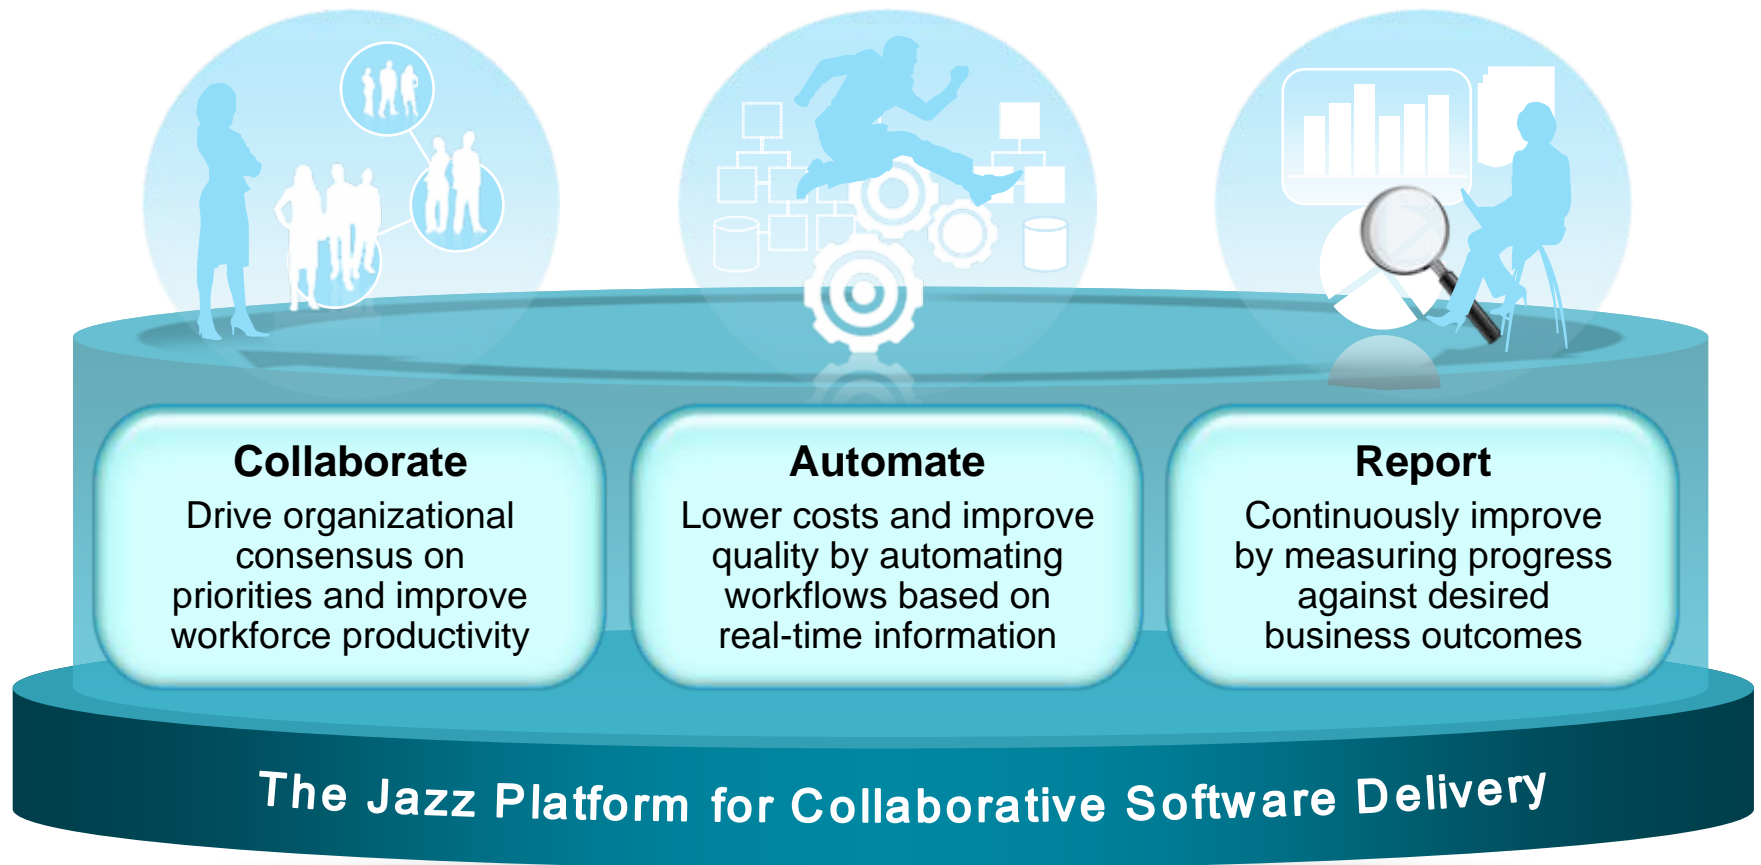 Collaborate
Drive organizational
consensus on
priorities and improve
workforce productivity
Automate
Lower costs and improve
quality by automating
workflows based on
real-time information
Report
Continuously improve
by measuring progress
against desired
business outcomes
The Jazz Platform for Collaborative Software Delivery